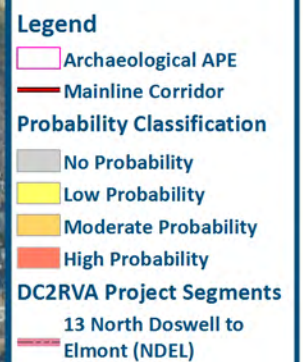 Legend
Archaeological APE
Mainline Corridor
Probability Classification
No Probability
Low Probability
Moderate Probability
High Probability
DC2RVA Project Segments
13 North Doswell to
Elmont (NDEL)